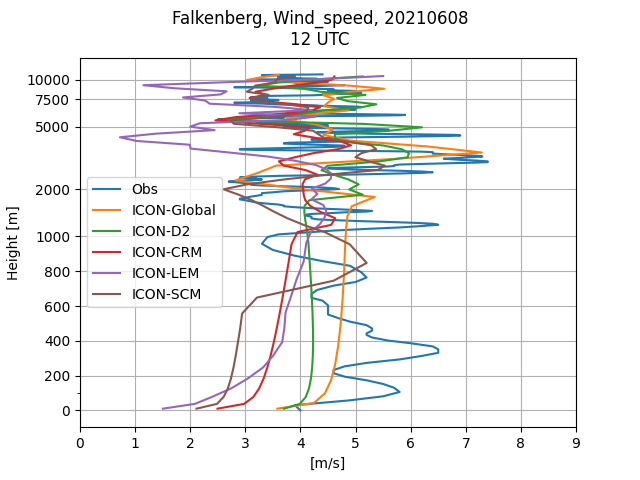 Falkenberg, Wind_speed, 20210608
12 UTC
Height [m]
10000
7500
5000
2000
1000
800
600
400
200
0
Obs
ICON-Global
ICON-D2
ICON-CRM
ICON-LEM
ICON-SCM
0 1 2 3 4 5 6 7 8 9
[m/s]